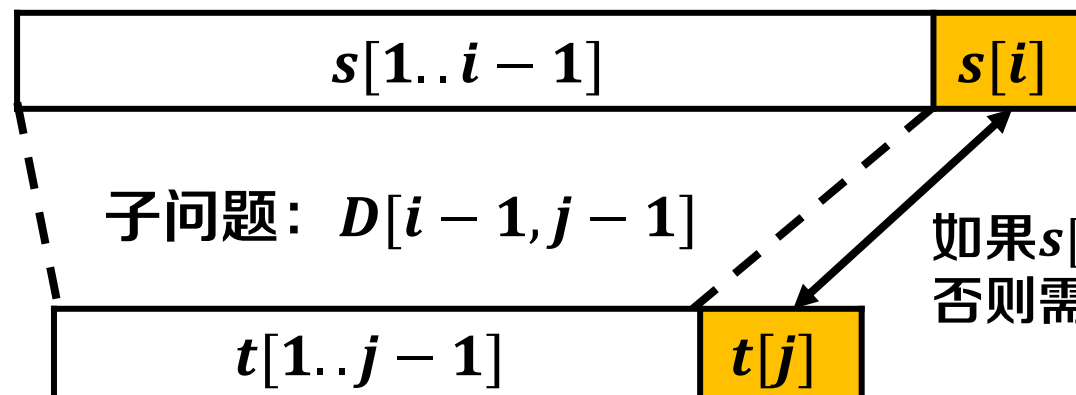 s[1..i − 1]
s[i]
子问题：D[i − 1, j − 1]
如果s[
否则需
t[1..j − 1]
t[j]